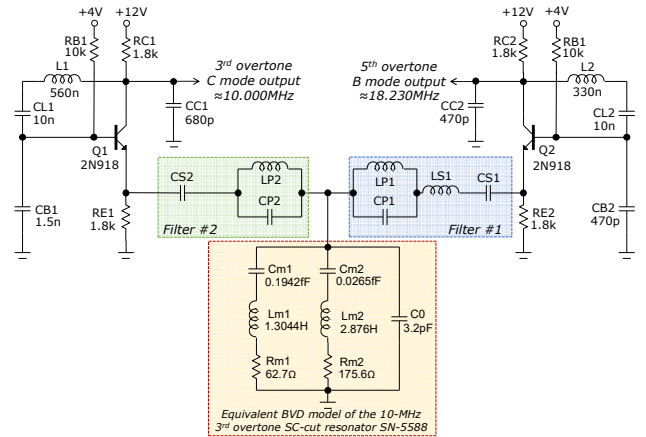 +4V
+12V
RB1
10k
RC1
1.8k
L1
560n
CL1
10n
3rd overtone
C mode output
≈10.000MHz
CC1
680p
Q1
2N918
CB1
1.5n
RE1
1.8k
CS2
LP2
CP2
Filter #2
+12V
+4V
RC2
1.8k
RB1
10k
5th overtone
B mode output
≈18.230MHz
L2
330n
CC2
470p
CL2
10n
Q2
2N918
LP1
LS1
CS1
CP1
Filter #1
RE2
1.8k
CB2
470p
Cm1
0.1942fF
Cm2
0.0265fF
Lm1
1.3044H
Lm2
2.876H
C0
3.2pF
Rm1
62.7Ω
Rm2
175.6Ω
Equivalent BVD model of the 10-MHz
3rd overtone SC-cut resonator SN-5588